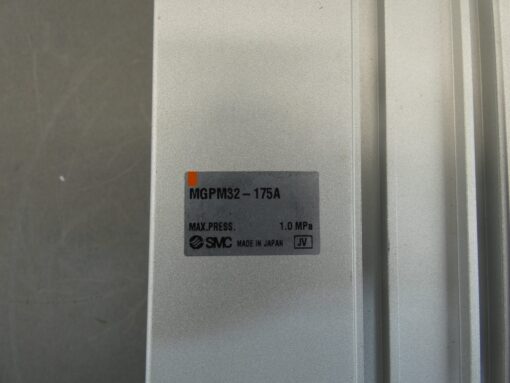 MGPM32-175A
MAX.PRESS. 1.0 MPa
SMC MADE IN JAPAN JV